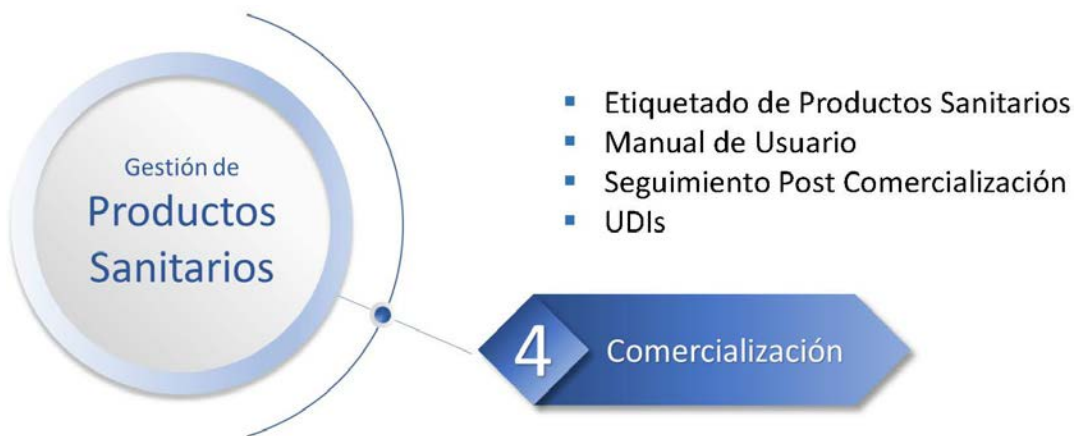 Gestión de
Productos
Sanitarios
Etiquetado de Productos Sanitarios
Manual de Usuario
Seguimiento Post Comercialización
UDIs
4 Comercialización